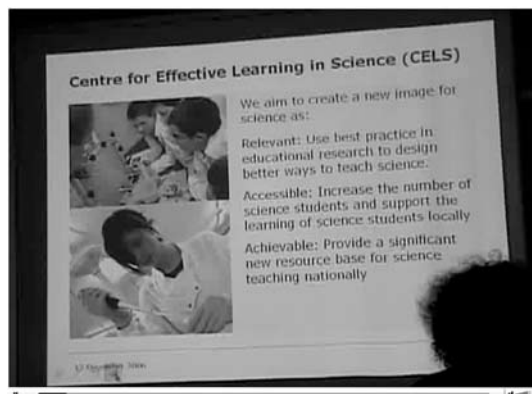 Centre for Effective Learning in Science (CELS)
We aim to create a new image for
science as:
Relevant: Use best practice in
educational research to design
better ways to teach science.
Accessible: Increase the number of
science students and support the
learning of science students locally
Achievable: Provide a significant
new resource base for science
teaching nationally
2006